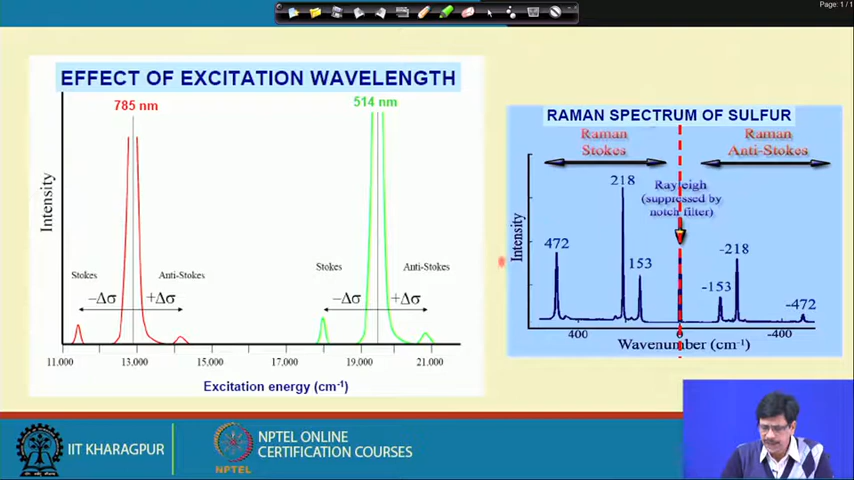 Page: 1 / 1
EFFECT OF EXCITATION WAVELENGTH
785 nm
514 nm
Intensity
Stokes
Anti-Stokes
−Δσ
+Δσ
Stokes
Anti-Stokes
−Δσ
+Δσ
11.000
13,000
15,000
17,000
19,000
21.000
Excitation energy (cm-1)
RAMAN SPECTRUM OF SULFUR
Raman
Stokes
Raman
Anti-Stokes
218
Rayleigh
(suppressed by
notch filter)
Intensity
472
153
-218
-153
-472
400
0
-400
Wavenumber (cm-1)
IIT KHARAGPUR
NPTEL
NPTEL ONLINE
CERTIFICATION COURSES